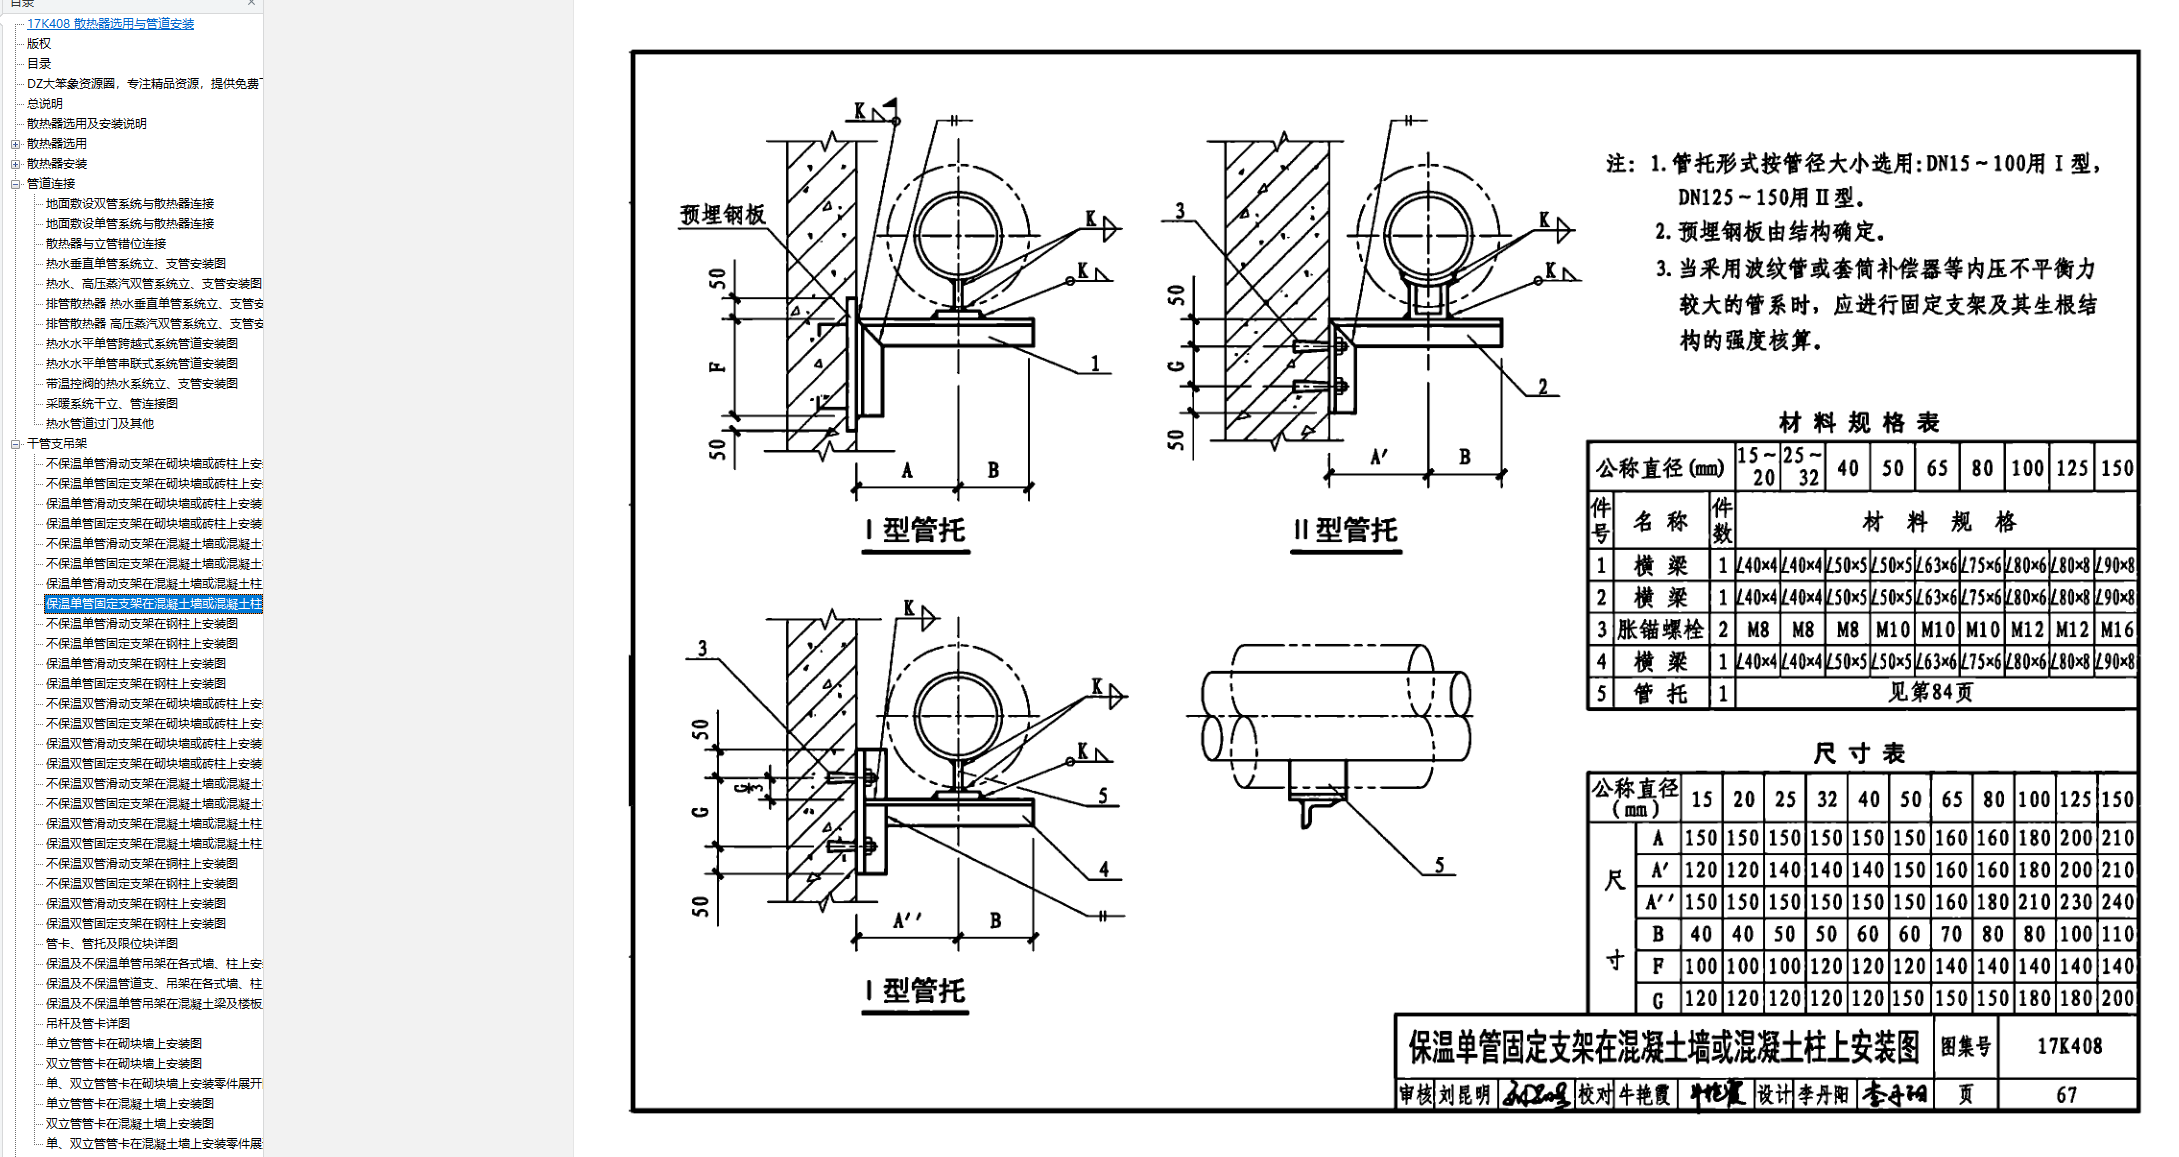 目录
17K408 散热器选用与管道安装
版权
目录
DZ大笨象资源圈，专注精品资源，提供免费下
总说明
散热器选用及安装说明
散热器选用
散热器安装
管道连接
地面敷设双管系统与散热器连接
地面敷设单管系统与散热器连接
散热器与立管错位连接
热水垂直单管系统立、支管安装图
热水、高压蒸汽双管系统立、支管安装图
排管散热器 热水垂直单管系统立、支管安
排管散热器 高压蒸汽双管系统立、支管安
热水水平单管跨越式系统管道安装图
热水水平单管串联式系统管道安装图
带温控阀的热水系统立、支管安装图
采暖系统干立、管连接图
热水管道过门及其他
干管支吊架
不保温单管滑动支架在砌块墙或砖柱上安
不保温单管固定支架在砌块墙或砖柱上安
保温单管滑动支架在砌块墙或砖柱上安装
保温单管固定支架在砌块墙或砖柱上安装
不保温单管滑动支架在混凝土墙或混凝土
不保温单管固定支架在混凝土墙或混凝土
保温单管滑动支架在混凝土墙或混凝土柱
保温单管固定支架在混凝土墙或混凝土柱
不保温单管滑动支架在钢柱上安装图
不保温单管固定支架在钢柱上安装图
保温单管滑动支架在钢柱上安装图
保温单管固定支架在钢柱上安装图
不保温双管滑动支架在砌块墙或砖柱上安
不保温双管固定支架在砌块墙或砖柱上安
保温双管滑动支架在砌块墙或砖柱上安装
保温双管固定支架在砌块墙或砖柱上安装
不保温双管滑动支架在混凝土墙或混凝土
不保温双管固定支架在混凝土墙或混凝土
保温双管滑动支架在混凝土墙或混凝土柱
保温双管固定支架在混凝土墙或混凝土柱
不保温双管滑动支架在铜柱上安装图
不保温双管固定支架在钢柱上安装图
保温双管滑动支架在钢柱上安装图
保温双管固定支架在钢柱上安装图
管卡、管托及限位块详图
保温及不保温单管吊架在各式墙、柱上安
保温及不保温管道支、吊架在各式墙、柱
保温及不保温单管吊架在混凝土梁及楼板
吊杆及管卡详图
单立管管卡在砌块墙上安装图
双立管管卡在砌块墙上安装图
单、双立管管卡在砌块墙上安装零件展开
单立管管卡在混凝土墙上安装图
双立管管卡在混凝土墙上安装图
单、双立管管卡在混凝土墙上安装零件展
K
预埋钢板
K
K
50
F
50
1
A B
I 型管托
3
K
K
50
G
50
2
A' B
II 型管托
K
3
K
K
50
G/3
G
50
5
4
A'' B
I 型管托
5
注: 1. 管托形式按管径大小选用:DN15～100用 I 型,
DN125～150用 II 型。
2. 预埋钢板由结构确定。
3. 当采用波纹管或套筒补偿器等内压不平衡力
较大的管系时, 应进行固定支架及其生根结
构的强度核算。
材料规格表
公称直径(mm) 15～20 25～32 40 50 65 80 100 125 150
件号 名称 件数 材料规格
1 横梁 1 ∠40×4 ∠40×4 ∠50×5 ∠50×5 ∠63×6 ∠75×6 ∠80×6 ∠80×8 ∠90×8
2 横梁 1 ∠40×4 ∠40×4 ∠50×5 ∠50×5 ∠63×6 ∠75×6 ∠80×6 ∠80×8 ∠90×8
3 胀锚螺栓 2 M8 M8 M8 M10 M10 M10 M12 M12 M16
4 横梁 1 ∠40×4 ∠40×4 ∠50×5 ∠50×5 ∠63×6 ∠75×6 ∠80×6 ∠80×8 ∠90×8
5 管托 1 见第84页
尺寸表
公称直径(mm) 15 20 25 32 40 50 65 80 100 125 150
尺寸
A 150 150 150 150 150 150 160 160 180 200 210
A' 120 120 140 140 140 150 160 160 180 200 210
A'' 150 150 150 150 150 150 160 180 210 230 240
B 40 40 50 50 60 60 70 80 80 100 110
F 100 100 100 120 120 120 140 140 140 140 140
G 120 120 120 120 120 150 150 150 180 180 200
保温单管固定支架在混凝土墙或混凝土柱上安装图 图集号 17K408
审核 刘昆明 校对 牛艳霞 设计 李丹阳 李丹阳 页 67